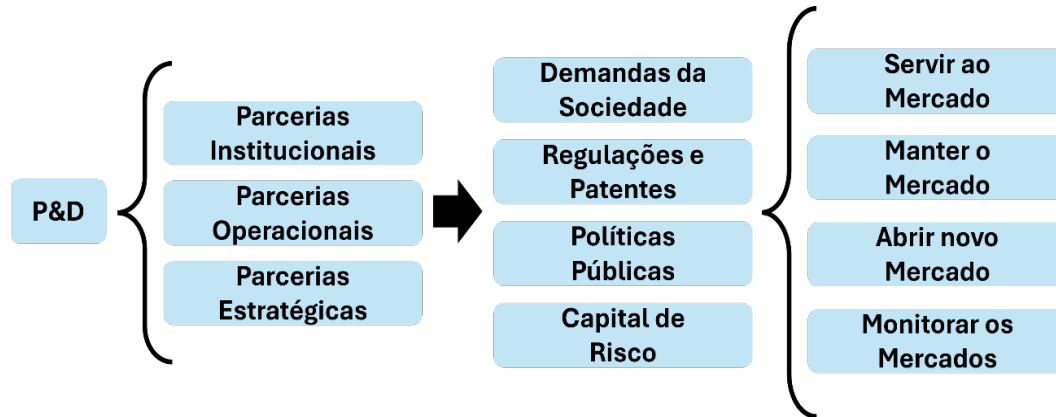 P&D
Parcerias
Institucionais
Parcerias
Operacionais
Parcerias
Estratégicas
Demandas da
Sociedade
Regulações e
Patentes
Políticas
Públicas
Capital de
Risco
Servir ao
Mercado
Manter o
Mercado
Abrir novo
Mercado
Monitorar os
Mercados